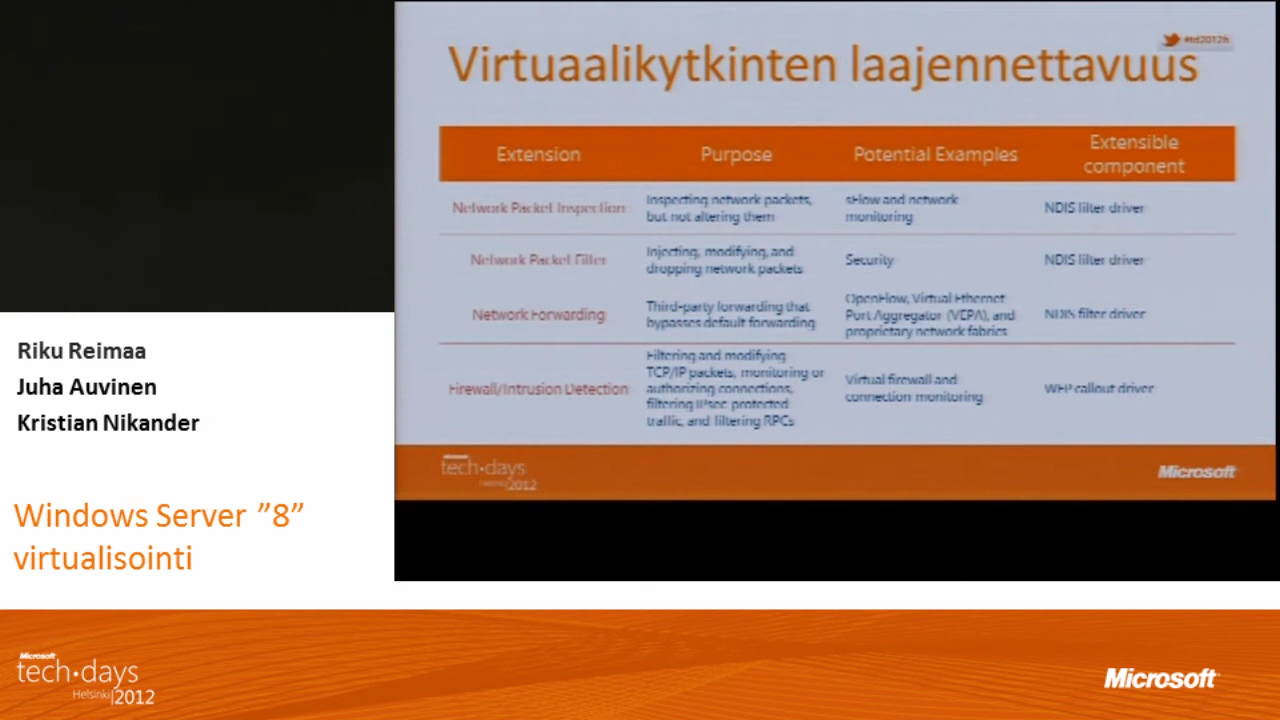 #td2012fi
Virtuaalikytkinten laajennettavuus
Extension
Purpose
Potential Examples
Extensible
component
Network Packet Inspection
Inspecting network packets,
but not altering them
sFlow and network
monitoring
NDIS filter driver
Network Packet Filter
Injecting, modifying, and
dropping network packets
Security
NDIS filter driver
Network Forwarding
Third-party forwarding that
bypasses default forwarding
OpenFlow, Virtual Ethernet
Port Aggregator (VEPA), and
proprietary network fabrics
NDIS filter driver
Firewall/Intrusion Detection
Filtering and modifying
TCP/IP packets, monitoring or
authorizing connections,
filtering IPsec protected
traffic, and filtering RPCs
Virtual firewall and
connection monitoring
WFP callout driver
tech·days
Helsinki|2012
Microsoft
Riku Reimaa
Juha Auvinen
Kristian Nikander
Windows Server ”8”
virtualisointi
Microsoft
tech·days
Helsinki|2012
Microsoft